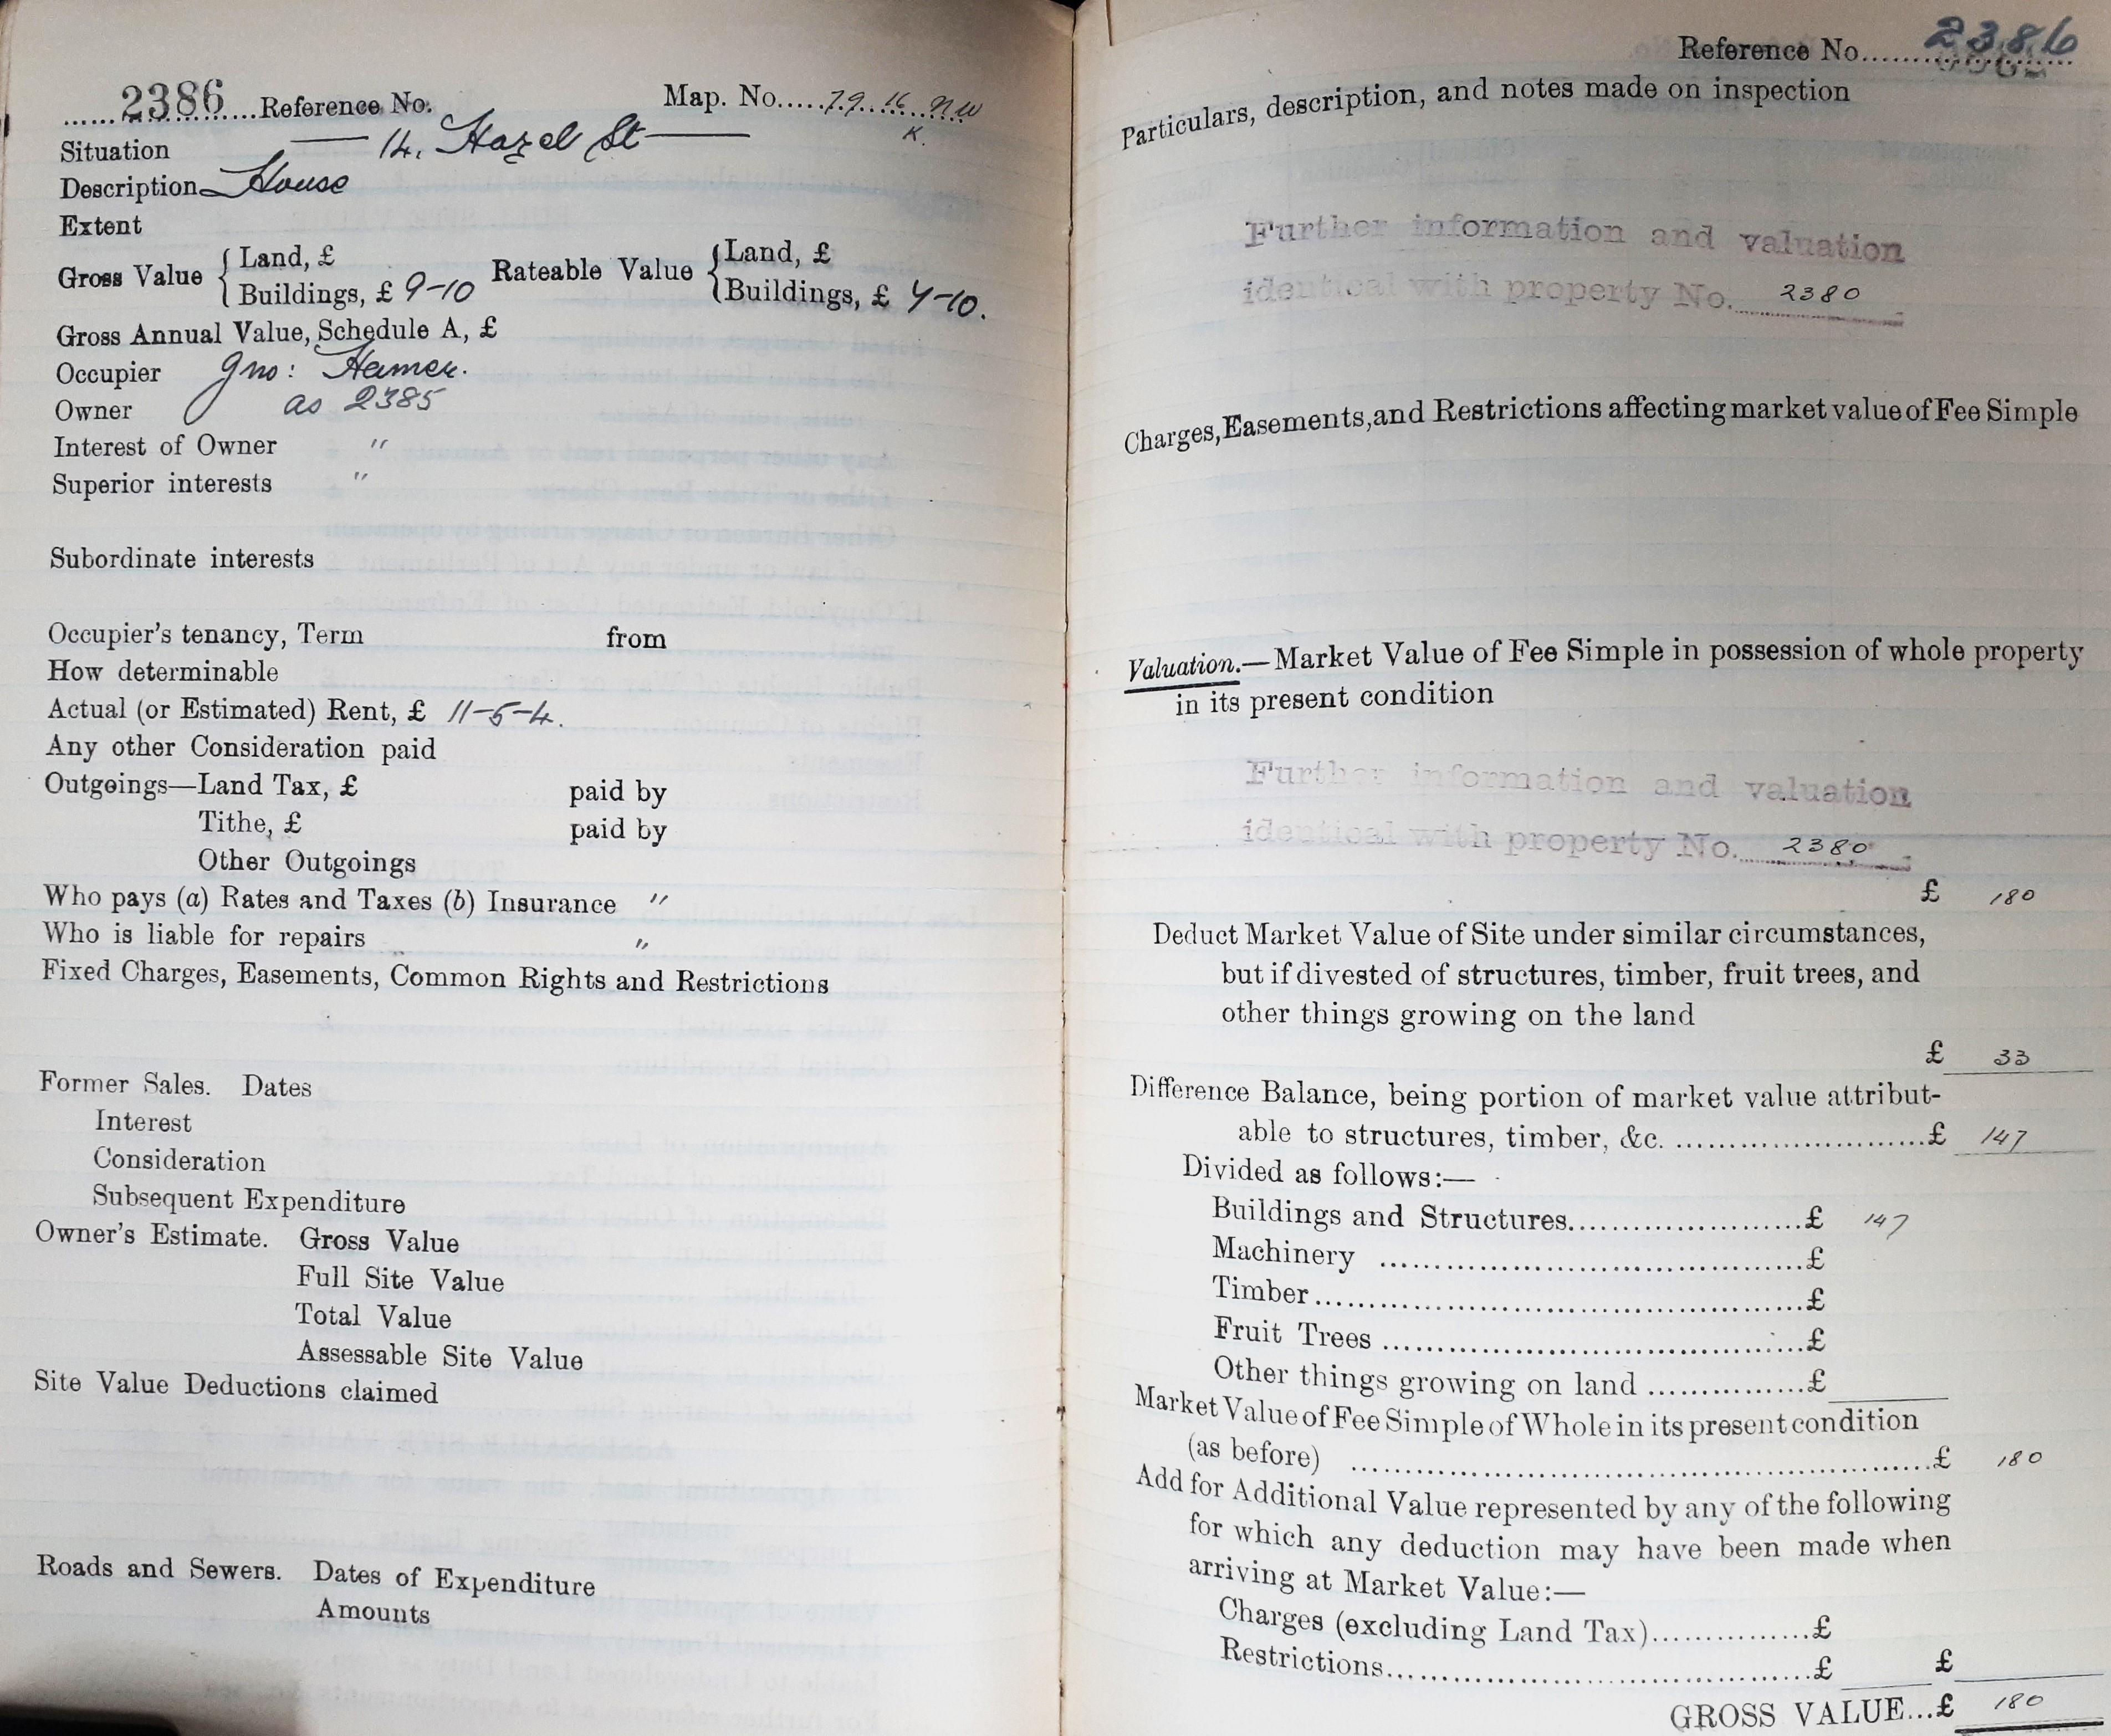 2386 Reference No. Map. No. 79.16.NW
K.
Situation 14, Hazel St
Description House
Extent
Gross Value { Land, £ Rateable Value { Land, £
Buildings, £ 9-10 Buildings, £ 7-10.
Gross Annual Value, Schedule A, £
Occupier Jno: Hamer.
Owner as 2385
Interest of Owner "
Superior interests "
Subordinate interests
Occupier's tenancy, Term from
How determinable
Actual (or Estimated) Rent, £ 11-5-4.
Any other Consideration paid
Outgoings—Land Tax, £ paid by
Tithe, £ paid by
Other Outgoings
Who pays (a) Rates and Taxes (b) Insurance "
Who is liable for repairs "
Fixed Charges, Easements, Common Rights and Restrictions
Former Sales. Dates
Interest
Consideration
Subsequent Expenditure
Owner's Estimate. Gross Value
Full Site Value
Total Value
Assessable Site Value
Site Value Deductions claimed
Roads and Sewers. Dates of Expenditure
Amounts
Reference No. 2386
Particulars, description, and notes made on inspection
Further information and valuation
identical with property No. 2380
Charges, Easements, and Restrictions affecting market value of Fee Simple
Valuation.—Market Value of Fee Simple in possession of whole property
in its present condition
Further information and valuation
identical with property No. 2380
£ 180
Deduct Market Value of Site under similar circumstances,
but if divested of structures, timber, fruit trees, and
other things growing on the land
£ 33
Difference Balance, being portion of market value attribut-
able to structures, timber, &c. £ 147
Divided as follows:—
Buildings and Structures £ 147
Machinery £
Timber £
Fruit Trees £
Other things growing on land £
Market Value of Fee Simple of Whole in its present condition
(as before) £ 180
Add for Additional Value represented by any of the following
for which any deduction may have been made when
arriving at Market Value:—
Charges (excluding Land Tax) £
Restrictions £ £
GROSS VALUE...£ 180